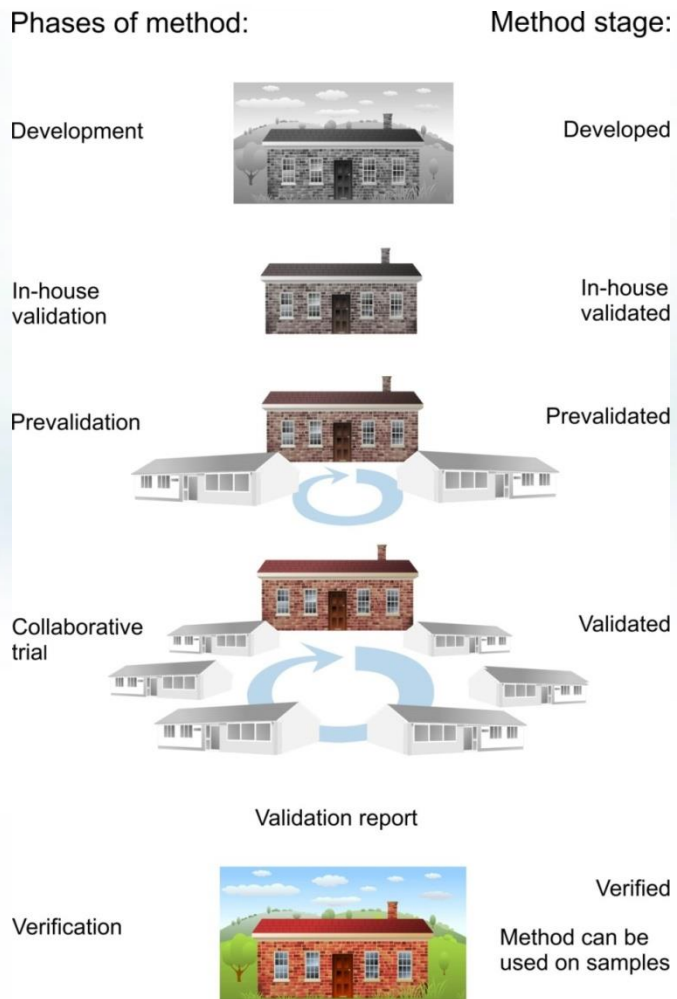 Phases of method:
Method stage:
Development
Developed
In-house
validation
In-house
validated
Prevalidation
Prevalidated
Collaborative
trial
Validated
Validation report
Verification
Verified
Method can be
used on samples